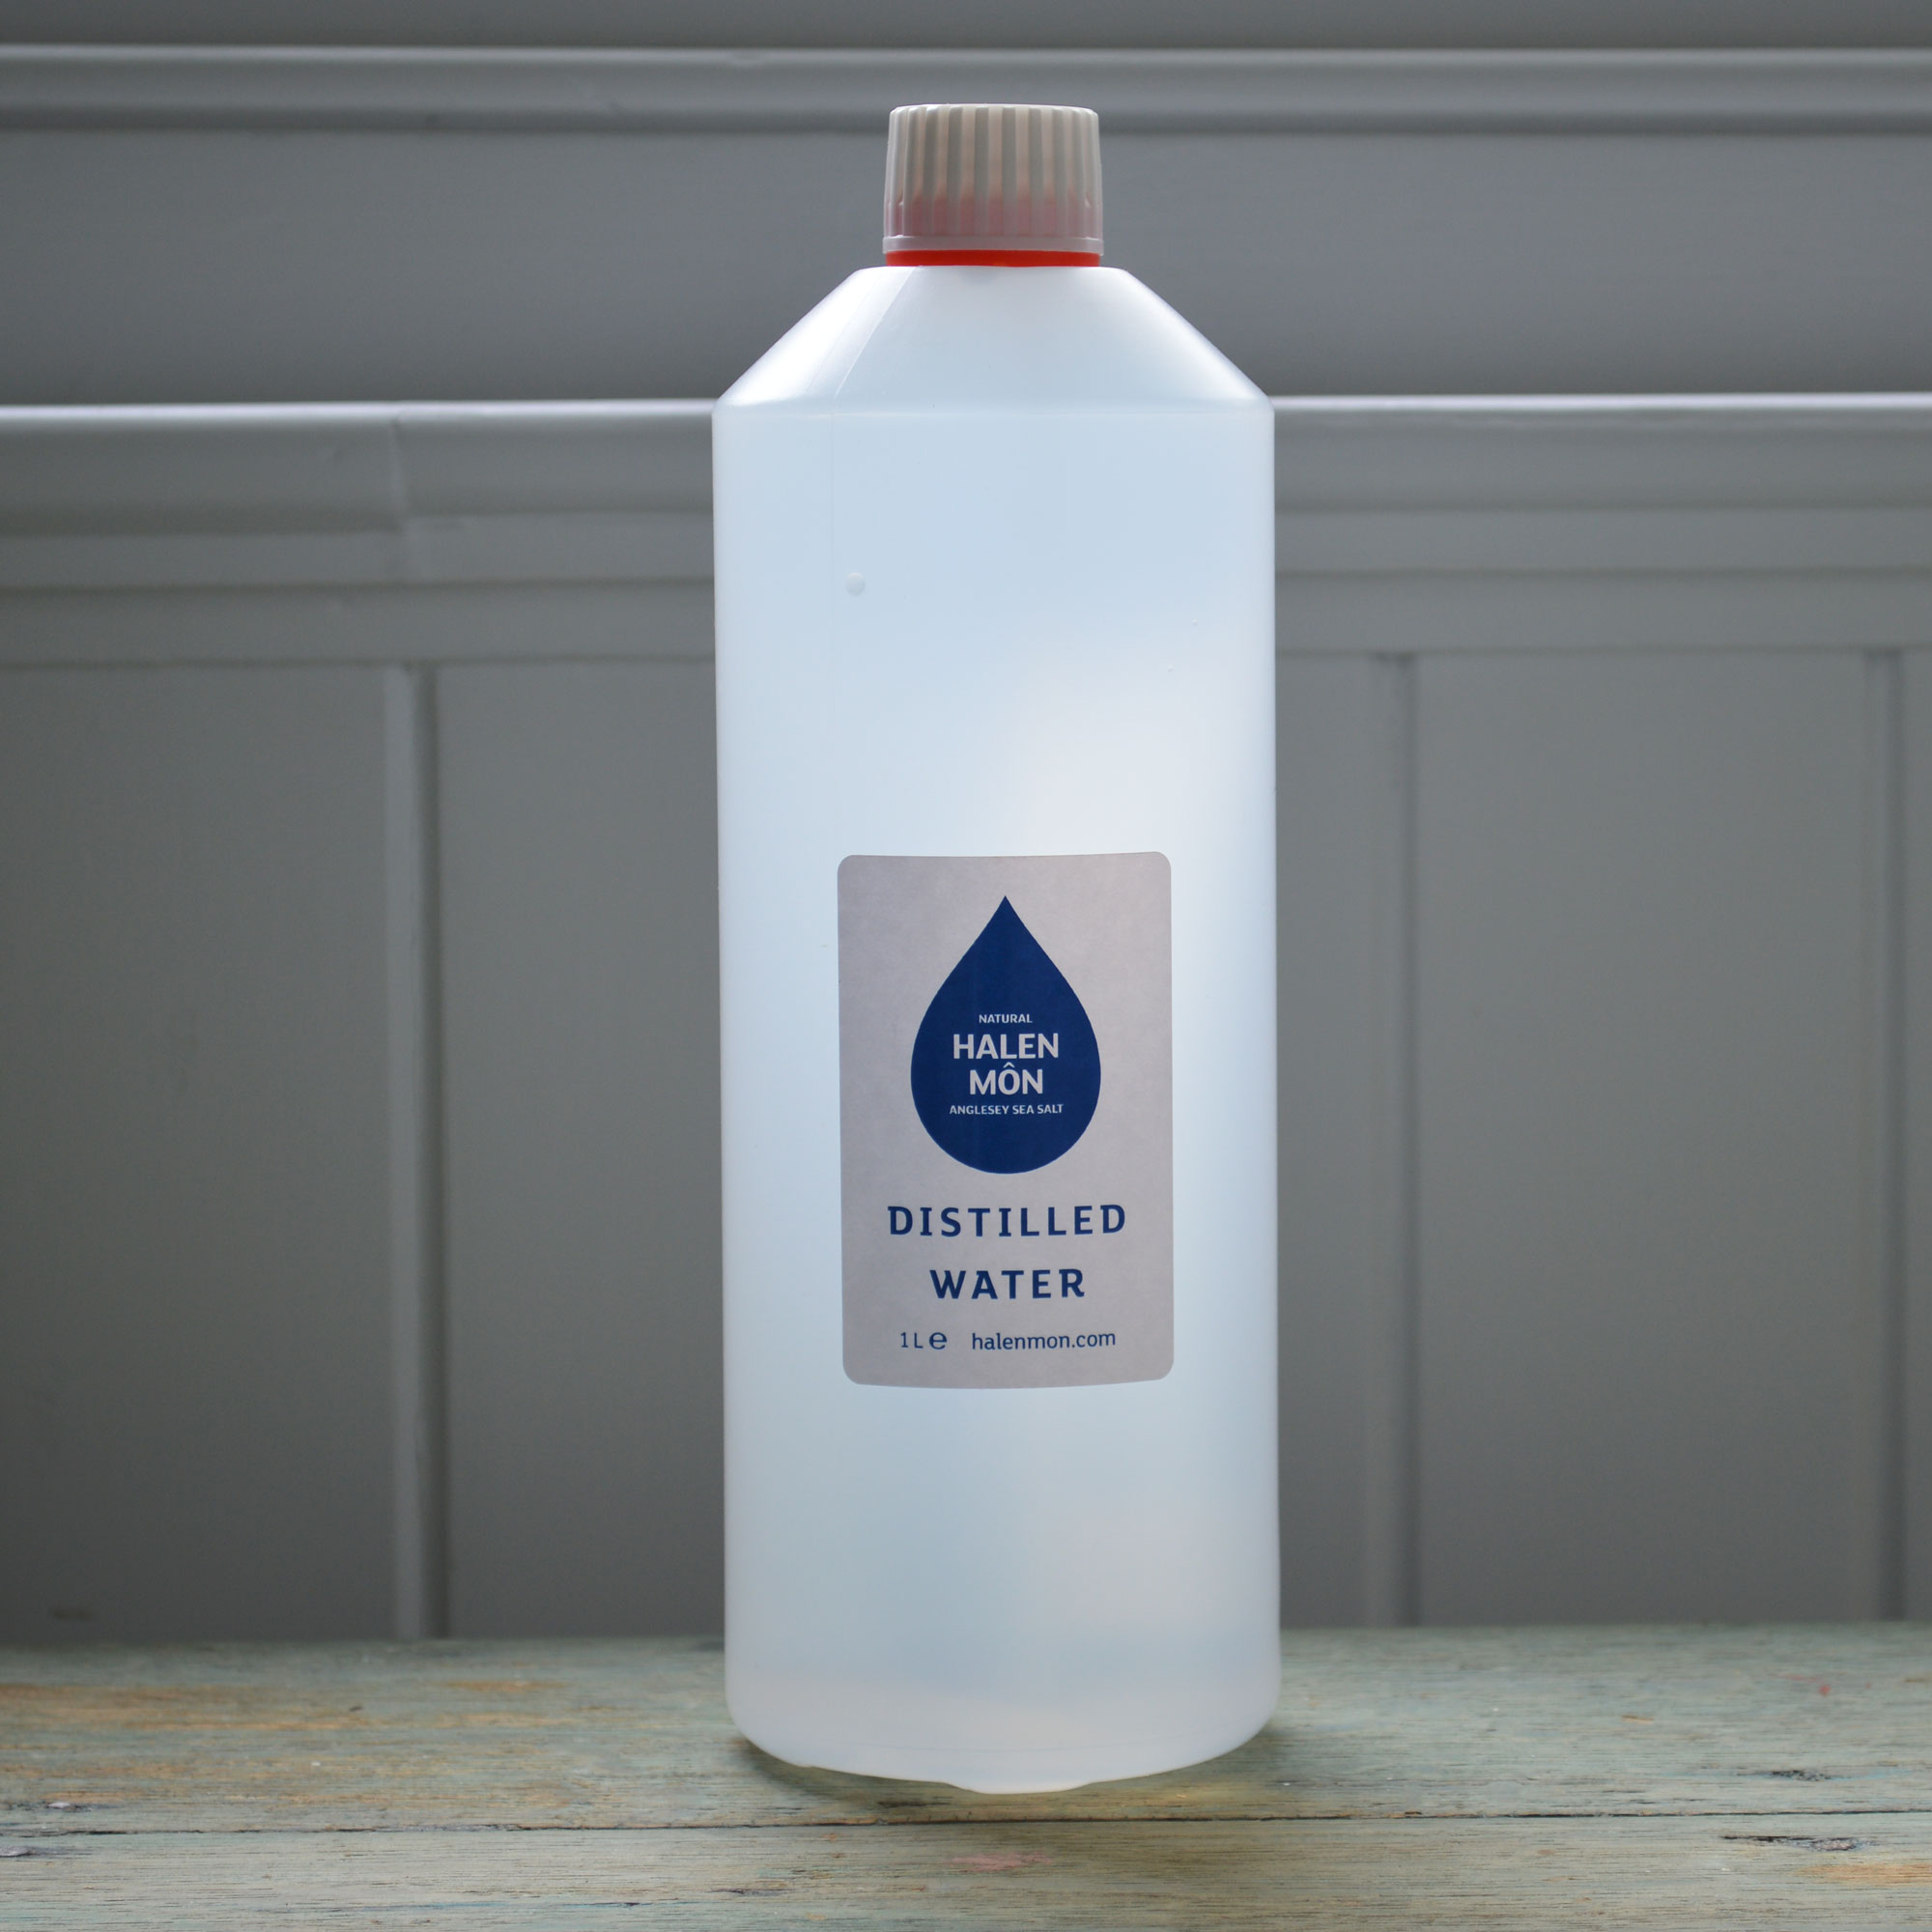 NATURAL
HALEN
MÔN
ANGLESEY SEA SALT
DISTILLED
WATER
1L℮ halenmon.com